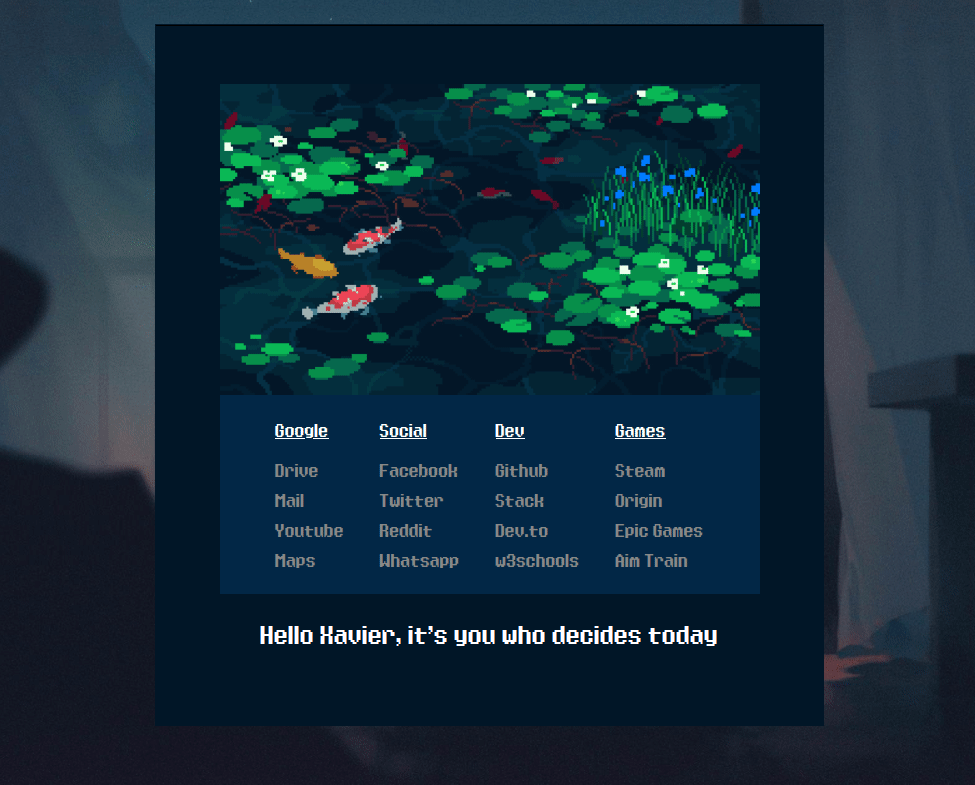 Google Social Dev Games
Drive Facebook Github Steam
Mail Twitter Stack Origin
Youtube Reddit Dev.to Epic Games
Maps Whatsapp w3schools Aim Train
Hello Xavier, it's you who decides today